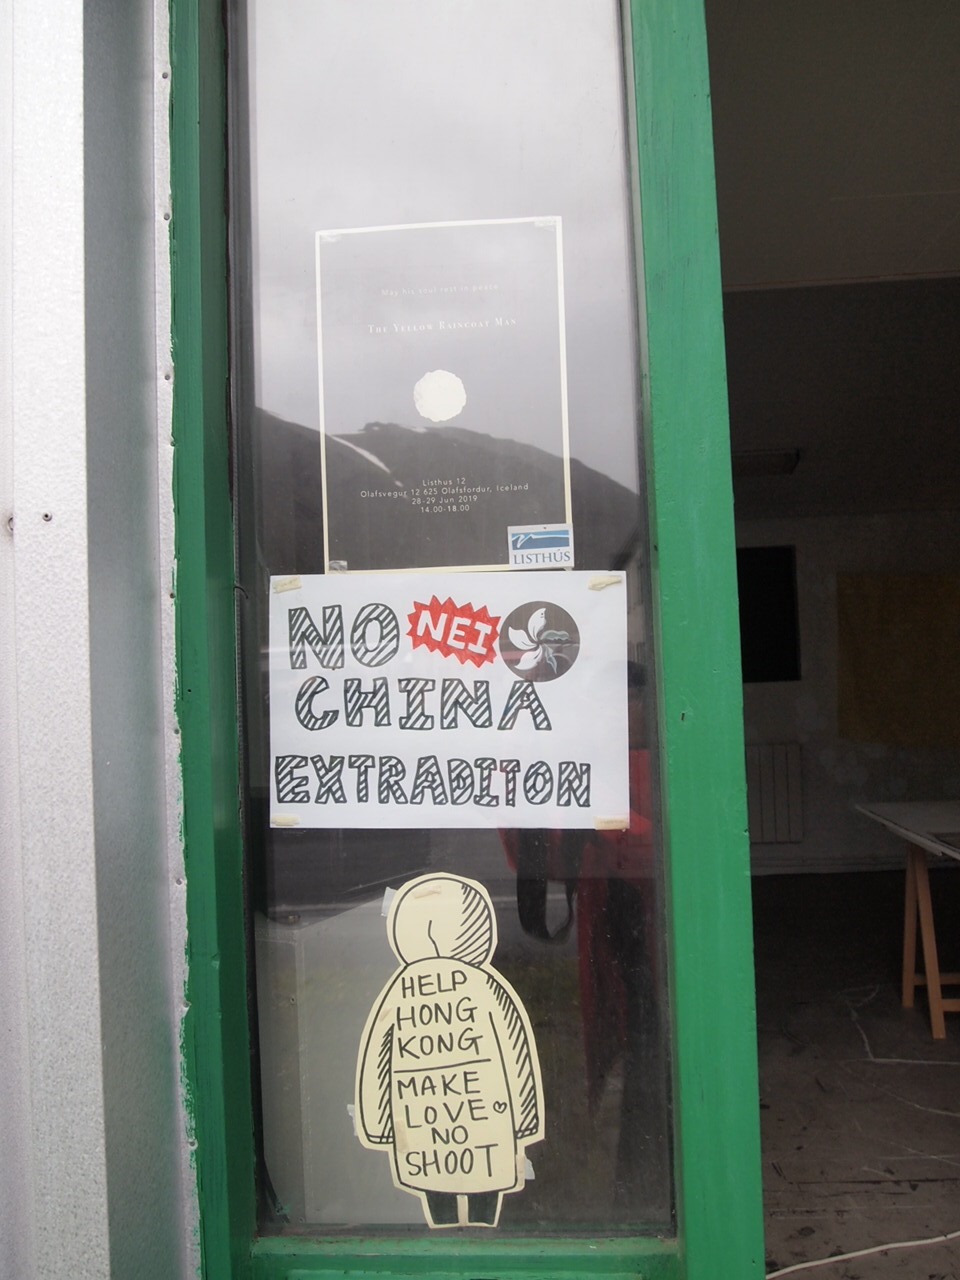 May his soul rest in peace
THE YELLOW RAINCOAT MAN
Listhus 12
Olafsvegur 12 625 Olafsfordur, Iceland
28-29 Jun 2019
14.00-18.00
LISTHÚS
NO NEI
CHINA
EXTRADITON
HELP
HONG
KONG
MAKE
LOVE
NO
SHOOT